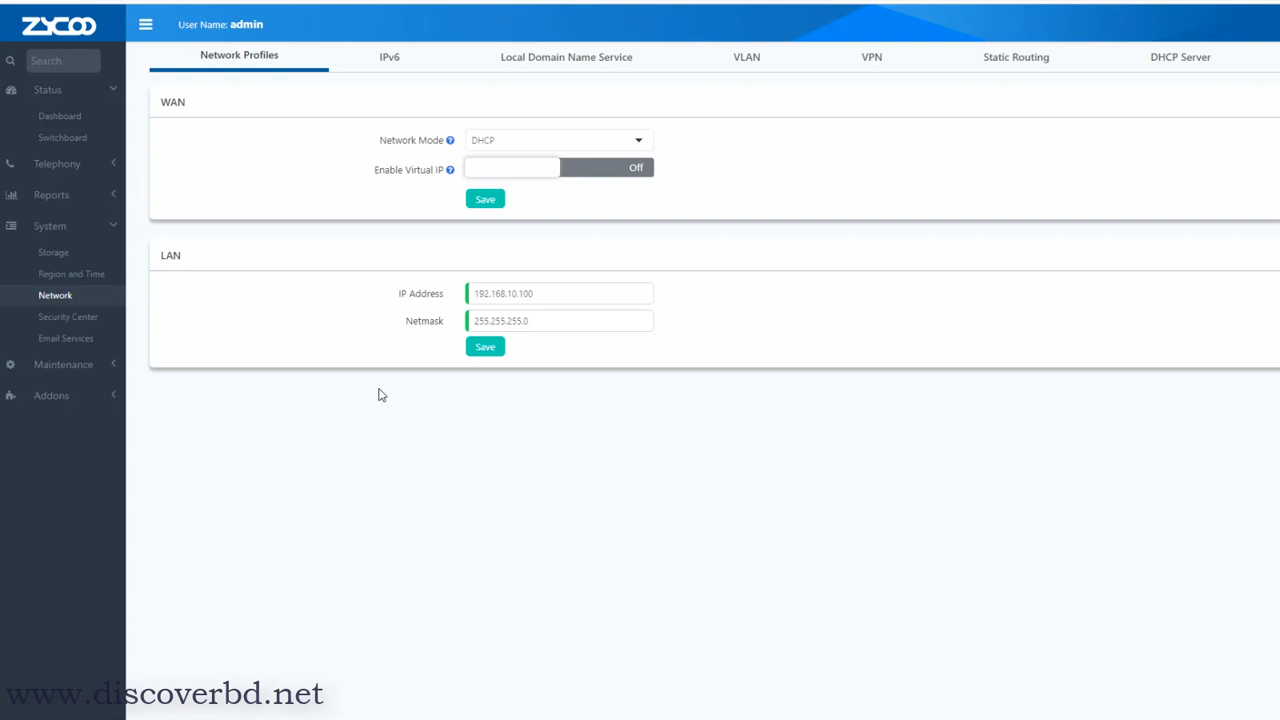 ZYCOO
User Name: admin
Search
Status
Dashboard
Switchboard
Telephony
Reports
System
Storage
Region and Time
Network
Security Center
Email Services
Maintenance
Addons
Network Profiles
IPv6
Local Domain Name Service
VLAN
VPN
Static Routing
DHCP Server
WAN
Network Mode ?
DHCP
Enable Virtual IP ?
Off
Save
LAN
IP Address
192.168.10.100
Netmask
255.255.255.0
Save
www.discoverbd.net